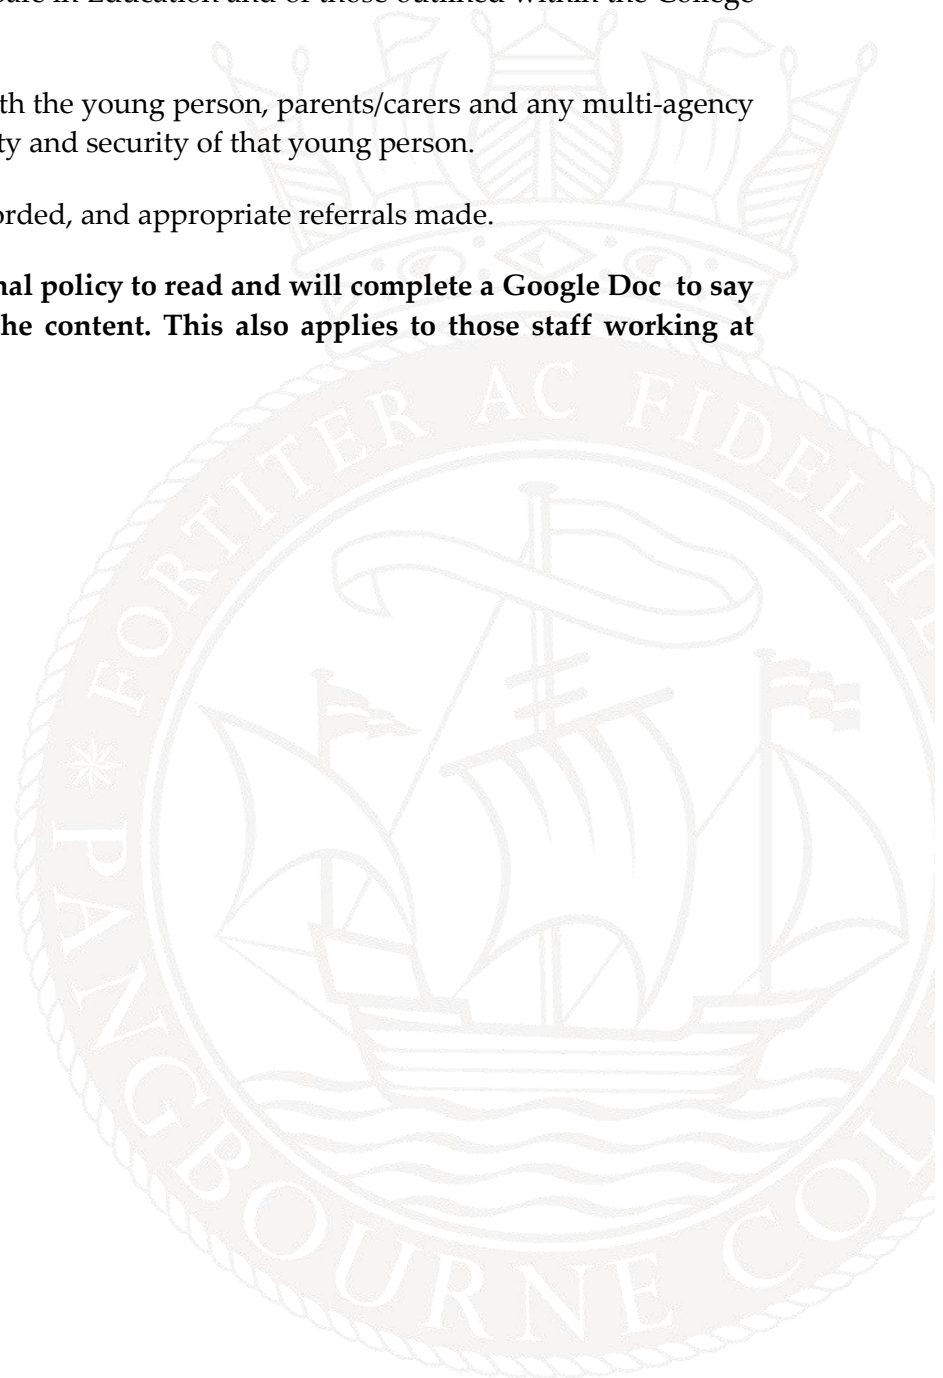 Safe in Education and of those outlined within the College
th the young person, parents/carers and any multi-agency
ty and security of that young person.
orded, and appropriate referrals made.
nal policy to read and will complete a Google Doc to say
he content. This also applies to those staff working at
FORTITER AC FIDELITE
PANGBOURNE COLL